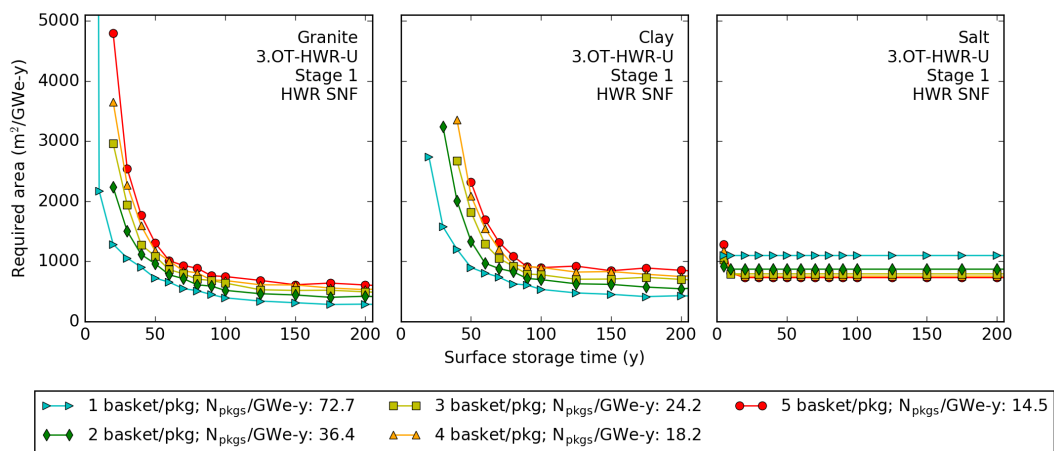 Granite
3.OT-HWR-U
Stage 1
HWR SNF
Clay
3.OT-HWR-U
Stage 1
HWR SNF
Salt
3.OT-HWR-U
Stage 1
HWR SNF
Required area (m²/GWe-y)
5000
4000
3000
2000
1000
0
0 50 100 150 200
0 50 100 150 200
0 50 100 150 200
Surface storage time (y)
1 basket/pkg; Npkgs/GWe-y: 72.7
2 basket/pkg; Npkgs/GWe-y: 36.4
3 basket/pkg; Npkgs/GWe-y: 24.2
4 basket/pkg; Npkgs/GWe-y: 18.2
5 basket/pkg; Npkgs/GWe-y: 14.5